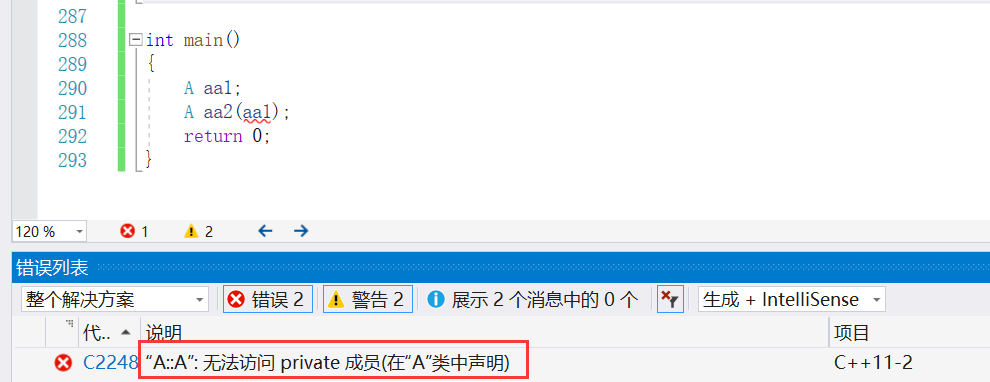 287
288 int main()
289 {
290 A aa1;
291 A aa2(aa1);
292 return 0;
293 }
120 % 1 2
错误列表
整个解决方案 错误 2 警告 2 展示 2 个消息中的 0 个 生成 + IntelliSense
代.. 说明 项目
C2248 “A::A”: 无法访问 private 成员(在“A”类中声明) C++11-2